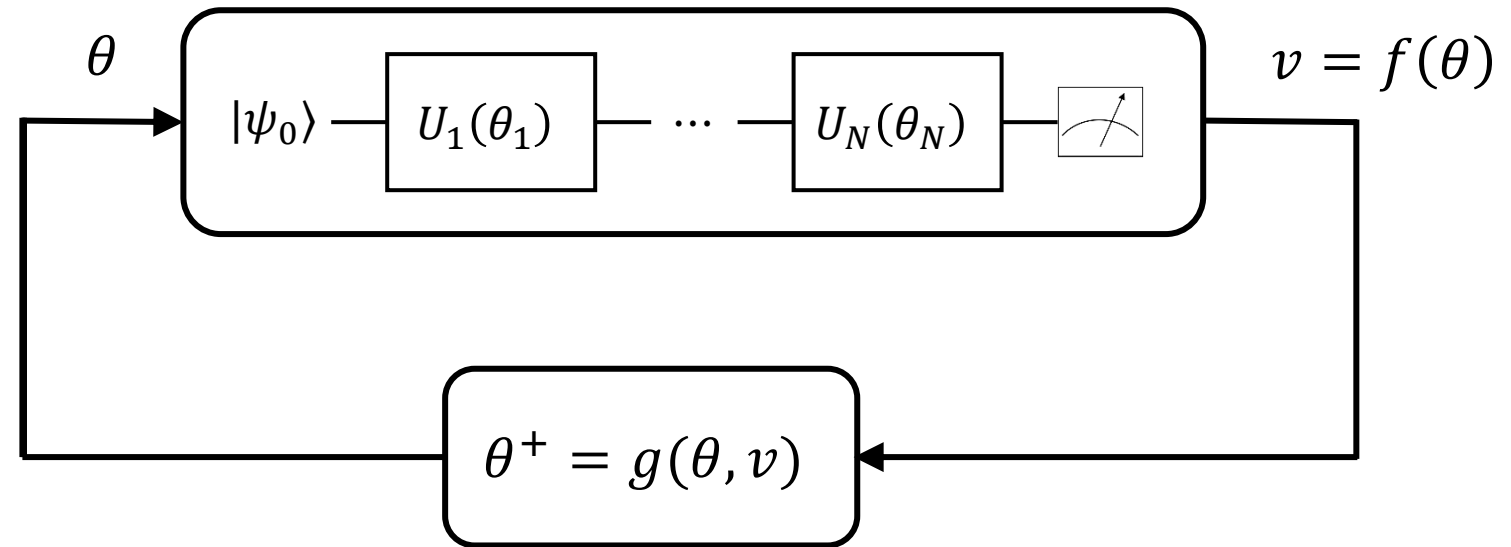 θ
v = f(θ)
|ψ₀⟩ U₁(θ₁) ··· U_N(θ_N)
θ⁺ = g(θ, v)